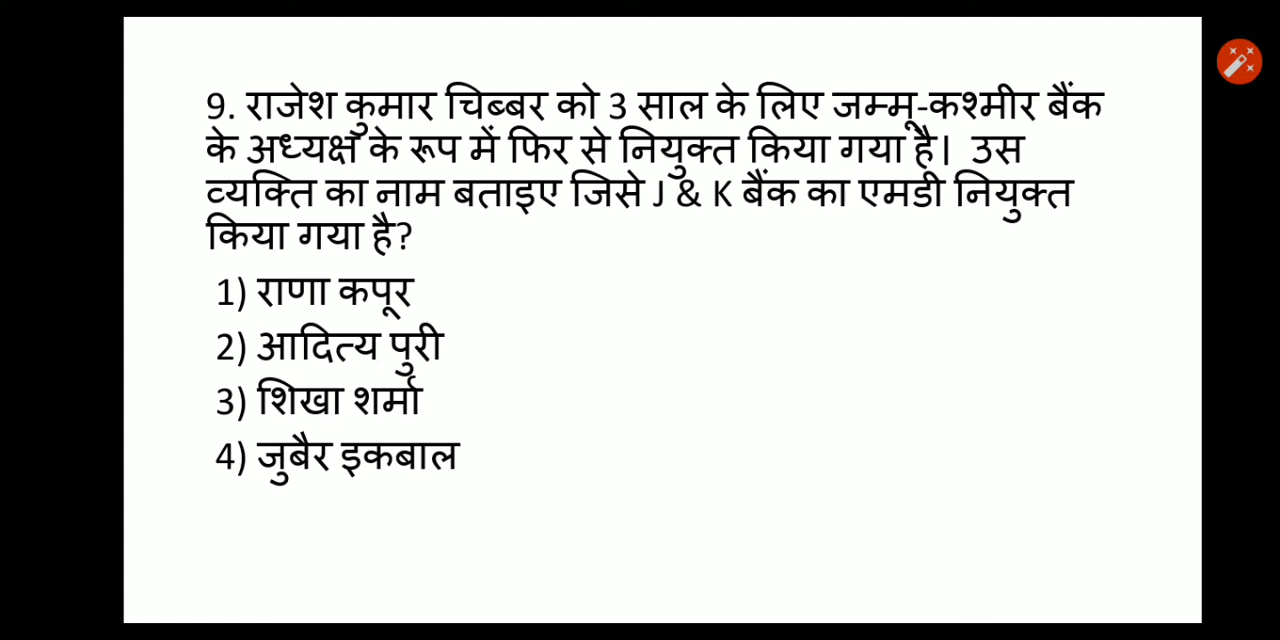 9. राजेश कुमार चिब्बर को 3 साल के लिए जम्मू-कश्मीर बैंक
के अध्यक्ष के रूप में फिर से नियुक्त किया गया है। उस
व्यक्ति का नाम बताइए जिसे J & K बैंक का एमडी नियुक्त
किया गया है?
1) राणा कपूर
2) आदित्य पुरी
3) शिखा शर्मा
4) जुबैर इकबाल